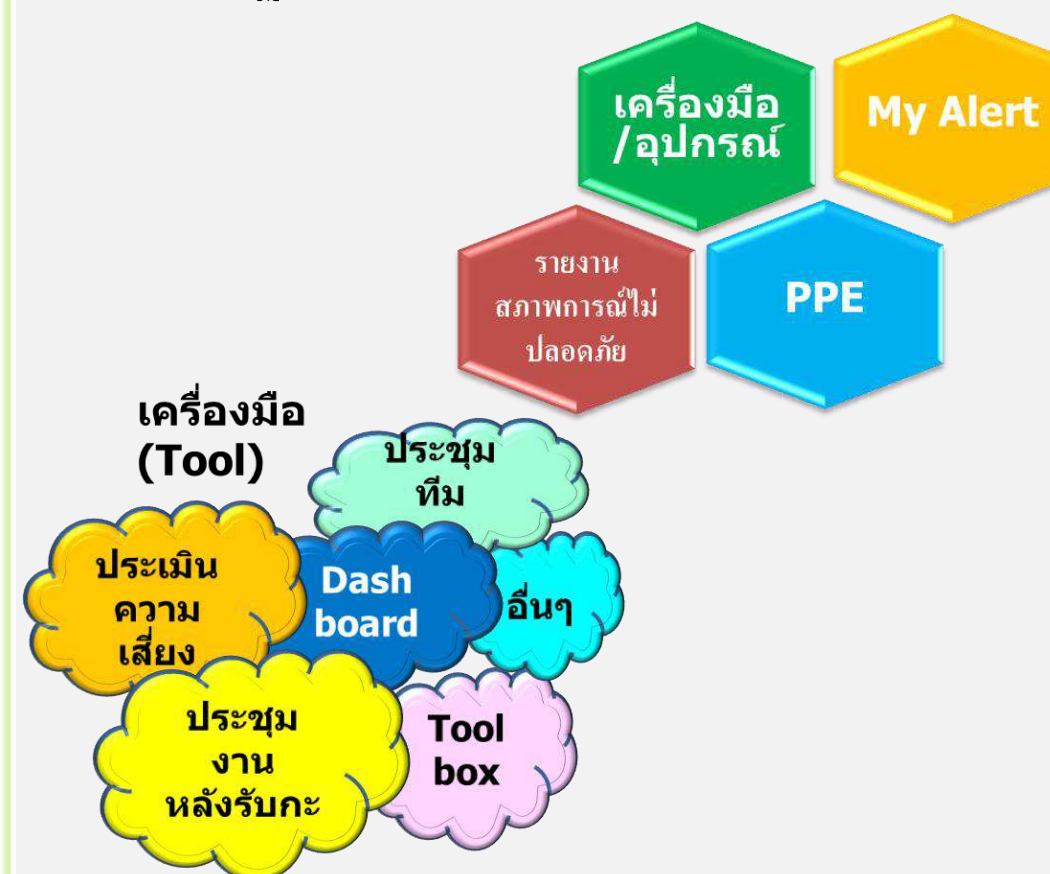 เครื่องมือ
/อุปกรณ์
My Alert
รายงาน
สภาพการณ์ไม่
ปลอดภัย
PPE
เครื่องมือ
(Tool)
ประชุม
ทีม
ประเมิน
ความ
เสี่ยง
Dash
board
อื่นๆ
ประชุม
งาน
หลังรับกะ
Tool
box